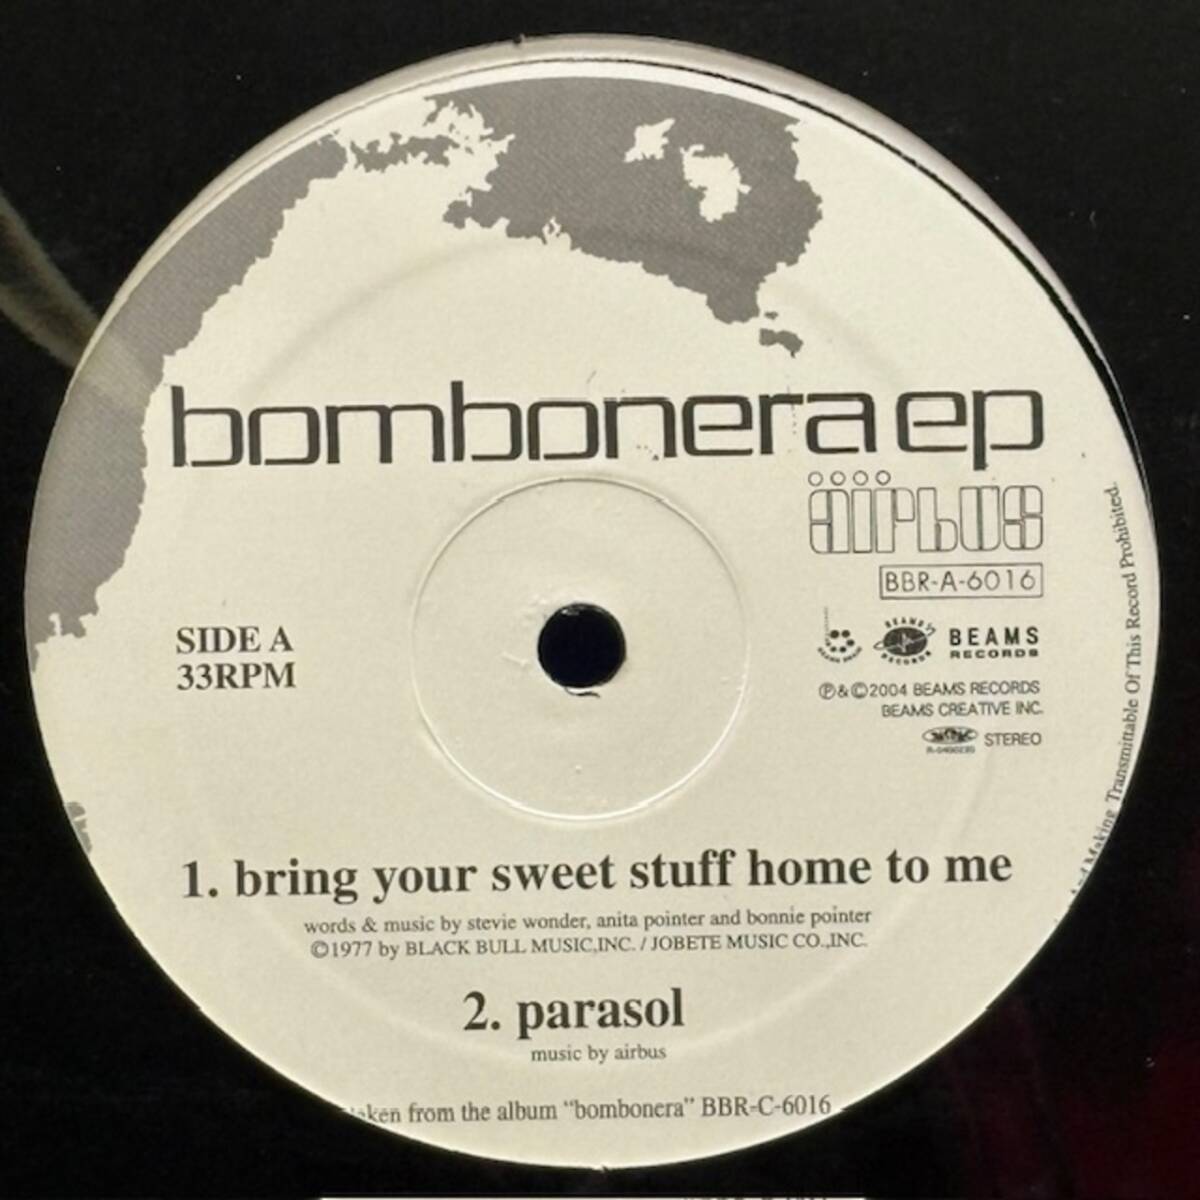 bombonera ep
airbus
BBR-A-6016
SIDE A
33RPM
BEAMS
RECORDS
BEAMS
RECORDS
℗&©2004 BEAMS RECORDS
BEAMS CREATIVE INC.
STEREO
1. bring your sweet stuff home to me
words & music by stevie wonder, anita pointer and bonnie pointer
©1977 by BLACK BULL MUSIC,INC. / JOBETE MUSIC CO.,INC.
2. parasol
music by airbus
from the album "bombonera" BBR-C-6016
Making Transmittable Of This Record Prohibited.